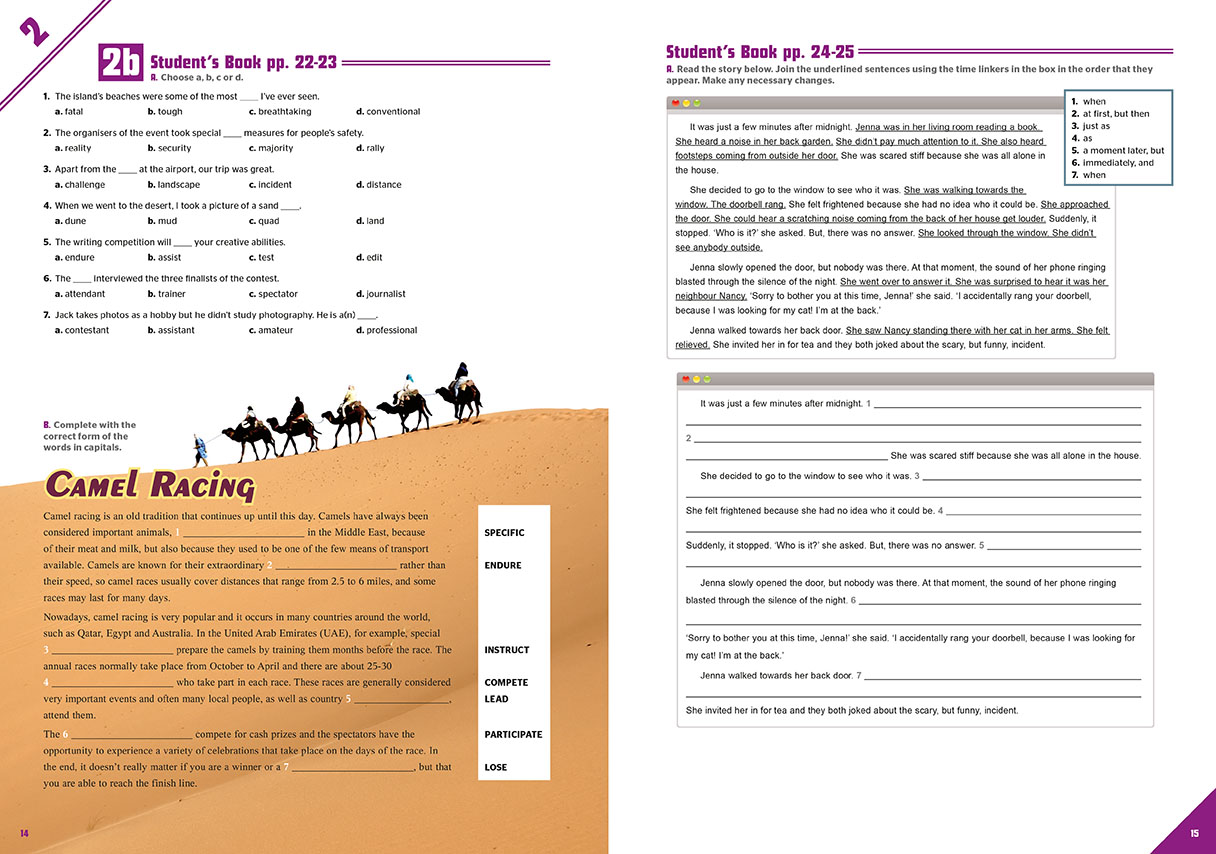 2
2b Student's Book pp. 22-23
A. Choose a, b, c or d.
1. The island's beaches were some of the most ____ I've ever seen.
a. fatal b. tough c. breathtaking d. conventional
2. The organisers of the event took special ____ measures for people's safety.
a. reality b. security c. majority d. rally
3. Apart from the ____ at the airport, our trip was great.
a. challenge b. landscape c. incident d. distance
4. When we went to the desert, I took a picture of a sand ____.
a. dune b. mud c. quad d. land
5. The writing competition will ____ your creative abilities.
a. endure b. assist c. test d. edit
6. The ____ interviewed the three finalists of the contest.
a. attendant b. trainer c. spectator d. journalist
7. Jack takes photos as a hobby but he didn't study photography. He is a(n) ____.
a. contestant b. assistant c. amateur d. professional
B. Complete with the
correct form of the
words in capitals.
Camel Racing
Camel racing is an old tradition that continues up until this day. Camels have always been
considered important animals, 1 ____ in the Middle East, because SPECIFIC
of their meat and milk, but also because they used to be one of the few means of transport
available. Camels are known for their extraordinary 2 ____ rather than ENDURE
their speed, so camel races usually cover distances that range from 2.5 to 6 miles, and some
races may last for many days.
Nowadays, camel racing is very popular and it occurs in many countries around the world,
such as Qatar, Egypt and Australia. In the United Arab Emirates (UAE), for example, special
3 ____ prepare the camels by training them months before the race. The INSTRUCT
annual races normally take place from October to April and there are about 25-30
4 ____ who take part in each race. These races are generally considered COMPETE
very important events and often many local people, as well as country 5 ____, LEAD
attend them.
The 6 ____ compete for cash prizes and the spectators have the PARTICIPATE
opportunity to experience a variety of celebrations that take place on the days of the race. In
the end, it doesn't really matter if you are a winner or a 7 ____, but that LOSE
you are able to reach the finish line.
14
Student's Book pp. 24-25
A. Read the story below. Join the underlined sentences using the time linkers in the box in the order that they
appear. Make any necessary changes.
1. when
2. at first, but then
3. just as
4. as
5. a moment later, but
6. immediately, and
7. when
It was just a few minutes after midnight. Jenna was in her living room reading a book.
She heard a noise in her back garden. She didn't pay much attention to it. She also heard
footsteps coming from outside her door. She was scared stiff because she was all alone in
the house.
She decided to go to the window to see who it was. She was walking towards the
window. The doorbell rang. She felt frightened because she had no idea who it could be. She approached
the door. She could hear a scratching noise coming from the back of her house get louder. Suddenly, it
stopped. 'Who is it?' she asked. But, there was no answer. She looked through the window. She didn't
see anybody outside.
Jenna slowly opened the door, but nobody was there. At that moment, the sound of her phone ringing
blasted through the silence of the night. She went over to answer it. She was surprised to hear it was her
neighbour Nancy. 'Sorry to bother you at this time, Jenna!' she said. 'I accidentally rang your doorbell,
because I was looking for my cat! I'm at the back.'
Jenna walked towards her back door. She saw Nancy standing there with her cat in her arms. She felt
relieved. She invited her in for tea and they both joked about the scary, but funny, incident.
It was just a few minutes after midnight. 1 ____
2 ____
____ She was scared stiff because she was all alone in the house.
She decided to go to the window to see who it was. 3 ____
She felt frightened because she had no idea who it could be. 4 ____
Suddenly, it stopped. 'Who is it?' she asked. But, there was no answer. 5 ____
Jenna slowly opened the door, but nobody was there. At that moment, the sound of her phone ringing
blasted through the silence of the night. 6 ____
'Sorry to bother you at this time, Jenna!' she said. 'I accidentally rang your doorbell, because I was looking for
my cat! I'm at the back.'
Jenna walked towards her back door. 7 ____
She invited her in for tea and they both joked about the scary, but funny, incident.
15